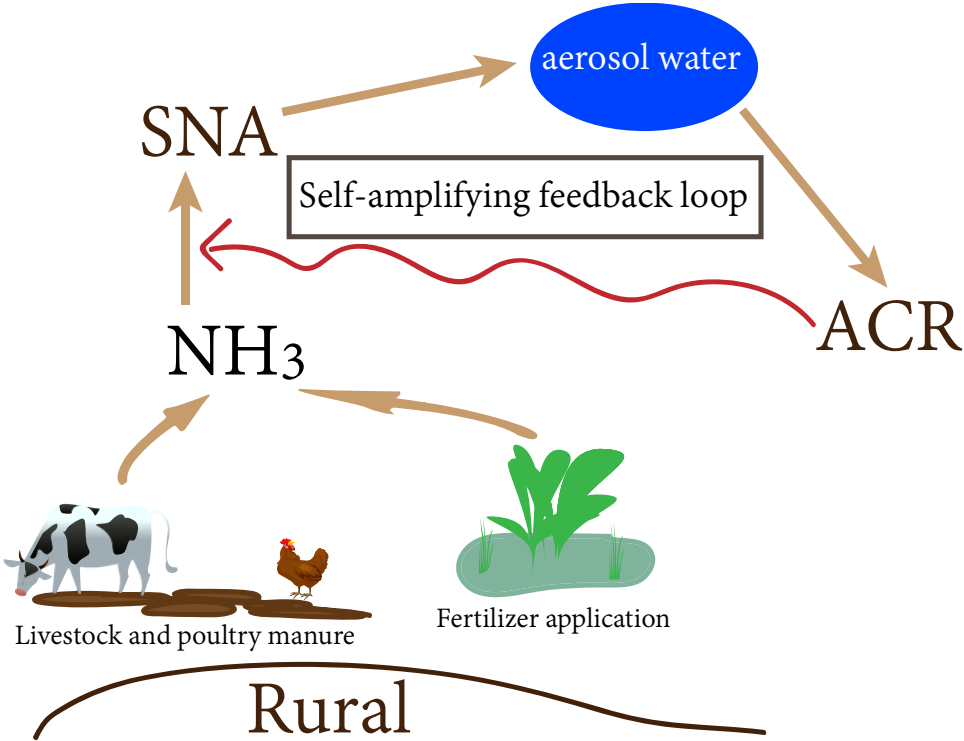 aerosol water
SNA
Self-amplifying feedback loop
ACR
NH₃
Fertilizer application
Livestock and poultry manure
Rural